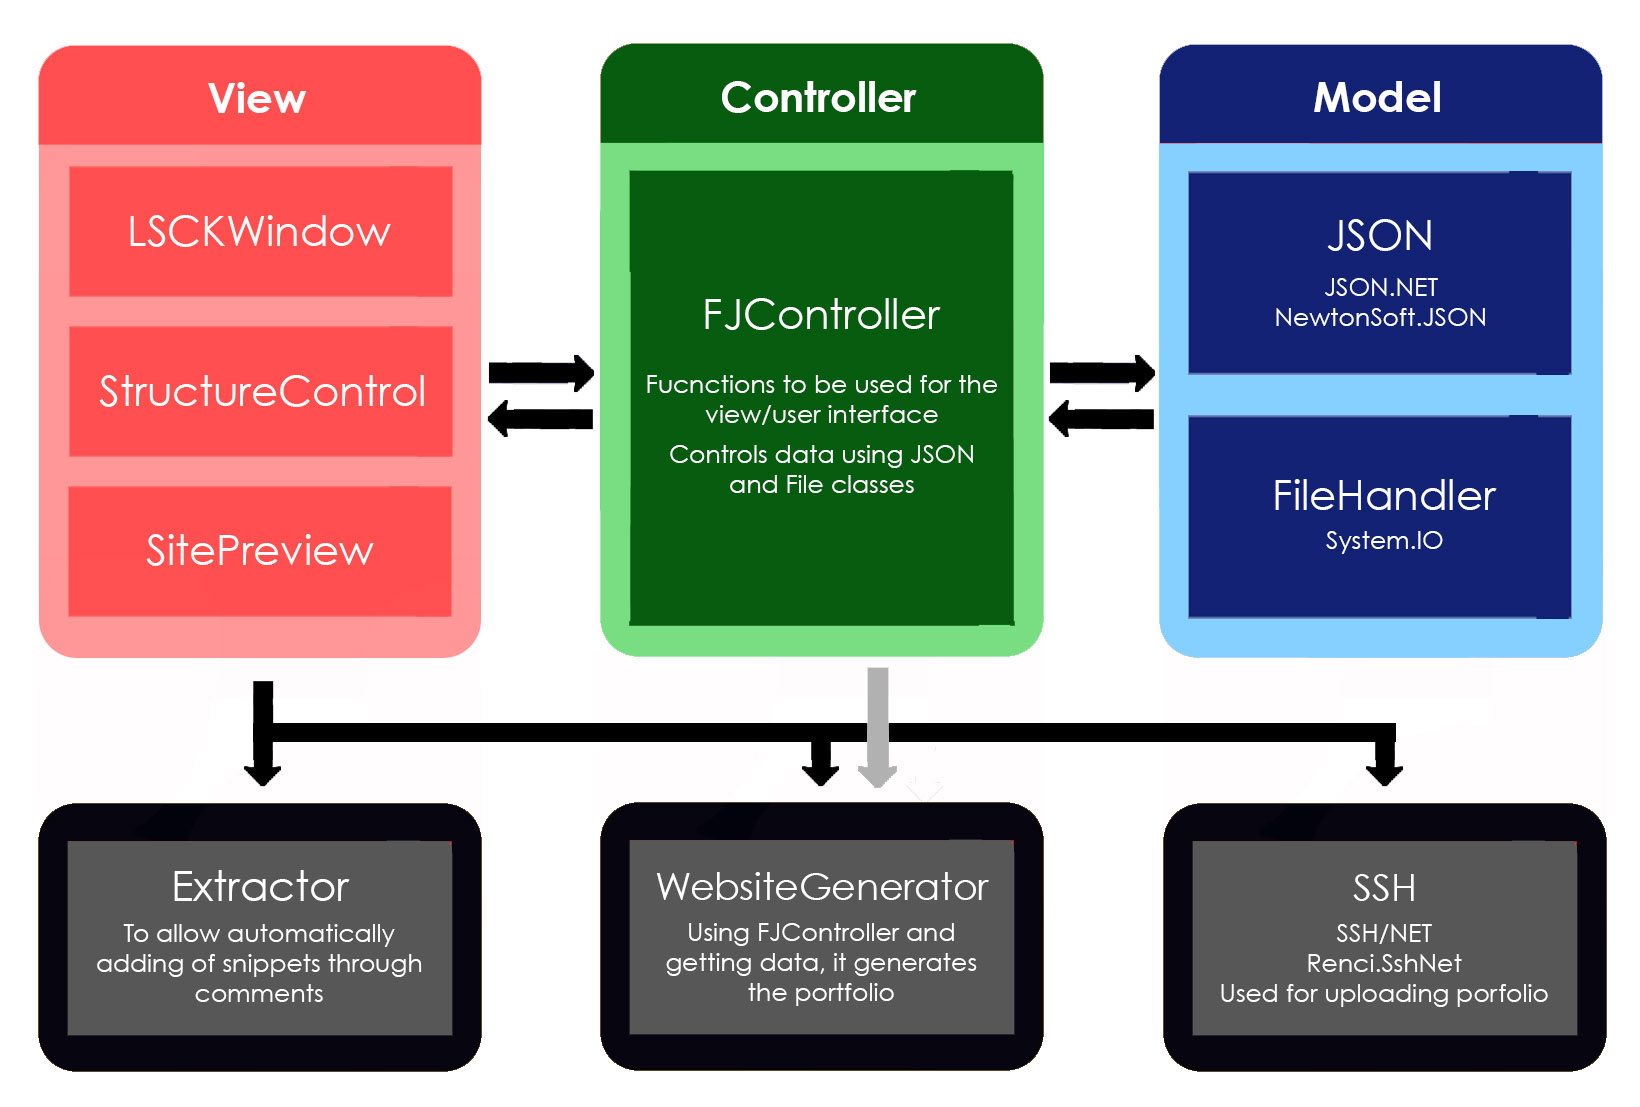 View
LSCKWindow
StructureControl
SitePreview
Controller
FJController
Fucnctions to be used for the
view/user interface
Controls data using JSON
and File classes
Model
JSON
JSON.NET
NewtonSoft.JSON
FileHandler
System.IO
Extractor
To allow automatically
adding of snippets through
comments
WebsiteGenerator
Using FJController and
getting data, it generates
the portfolio
SSH
SSH/NET
Renci.SshNet
Used for uploading porfolio